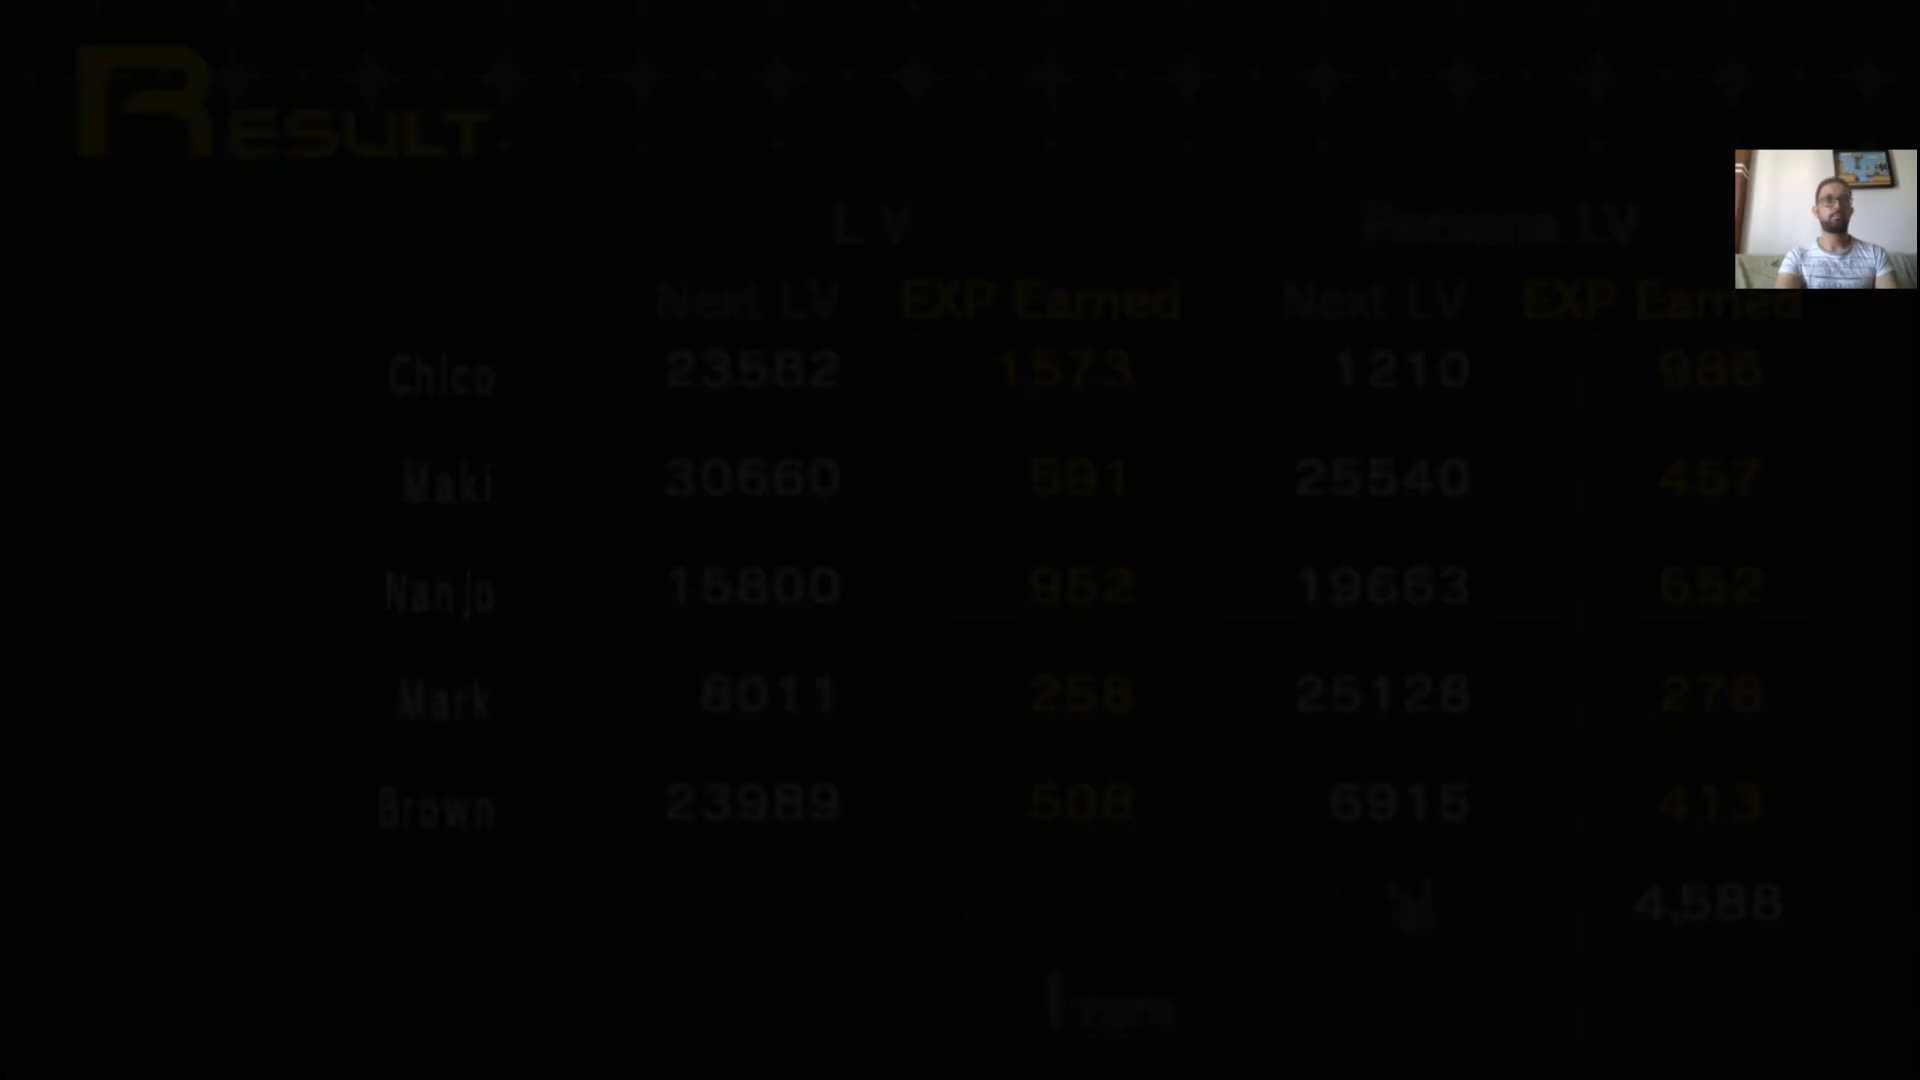 RESULT
LV Persona LV
Next LV EXP Earned Next LV EXP Earned
Chico 23582 1573 1210 986
Maki 30660 591 25540 457
Nanjo 15800 952 19663 652
Mark 8011 258 25128 278
Brown 23989 508 6915 413
4,588
Item